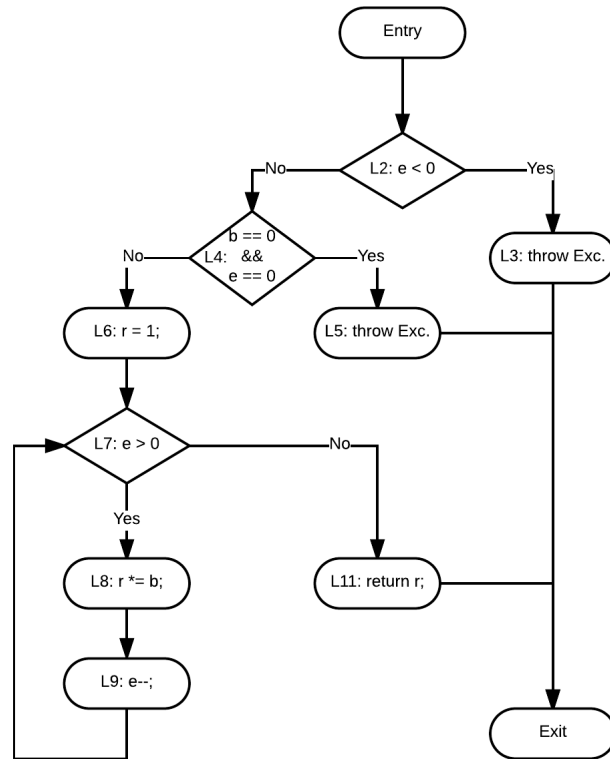 Entry
L2: e < 0
No
Yes
b == 0
L4: &&
e == 0
L3: throw Exc.
No
Yes
L6: r = 1;
L5: throw Exc.
L7: e > 0
No
Yes
L8: r *= b;
L11: return r;
L9: e--;
Exit